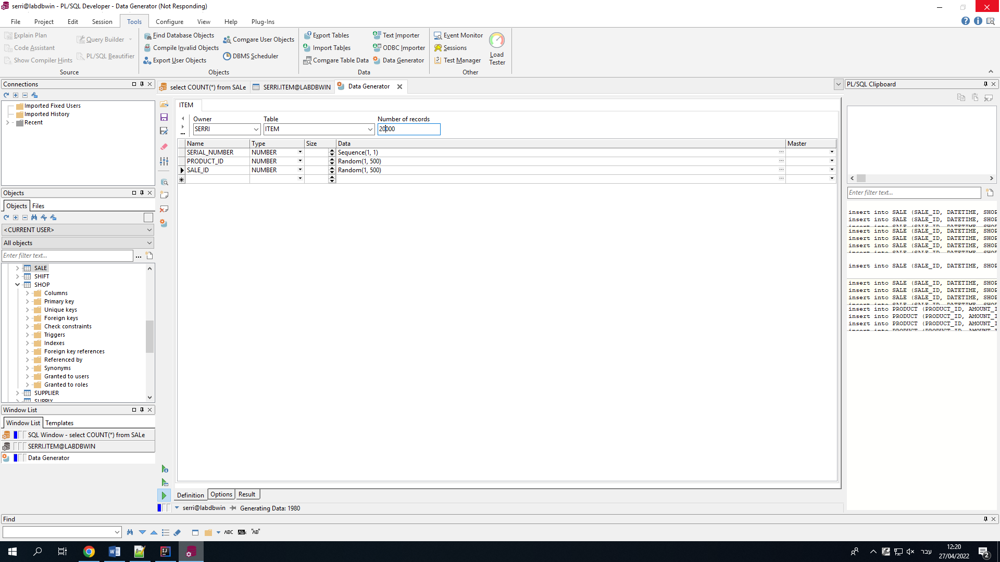 serri@labdbwin - PL/SQL Developer - Data Generator (Not Responding)
File Project Edit Session Tools Configure View Help Plug-Ins
Explain Plan
Code Assistant
Show Compiler Hints
Query Builder
PL/SQL Beautifier
Source
Find Database Objects
Compile Invalid Objects
Export User Objects
Compare User Objects
DBMS Scheduler
Objects
Export Tables
Import Tables
Compare Table Data
Text Importer
ODBC Importer
Data Generator
Data
Event Monitor
Sessions
Test Manager
Load
Tester
Other
Connections
Imported Fixed Users
Imported History
Recent
Objects
Objects Files
<CURRENT USER>
All objects
Enter filter text...
SALE
SHIFT
SHOP
Columns
Primary key
Unique keys
Foreign keys
Check constraints
Triggers
Indexes
Foreign key references
Referenced by
Synonyms
Granted to users
Granted to roles
SUPPLIER
SUPPLY
Window List
Window List Templates
SQL Window - select COUNT(*) from SALe
SERRI.ITEM@LABDBWIN
Data Generator
select COUNT(*) from SALe SERRI.ITEM@LABDBWIN Data Generator
ITEM
Owner Table Number of records
SERRI ITEM 20000
Name Type Size Data Master
SERIAL_NUMBER NUMBER Sequence(1, 1)
PRODUCT_ID NUMBER Random(1, 500)
SALE_ID NUMBER Random(1, 500)
Definition Options Result
serri@labdbwin Generating Data: 1980
PL/SQL Clipboard
Enter filter text...
insert into SALE (SALE_ID, DATETIME, SHOP
insert into SALE (SALE_ID, DATETIME, SHOP
insert into SALE (SALE_ID, DATETIME, SHOP
insert into SALE (SALE_ID, DATETIME, SHOP
insert into SALE (SALE_ID, DATETIME, SHOP
insert into SALE (SALE_ID, DATETIME, SHOP
insert into SALE (SALE_ID, DATETIME, SHOP
insert into SALE (SALE_ID, DATETIME, SHOP
insert into SALE (SALE_ID, DATETIME, SHOP
insert into SALE (SALE_ID, DATETIME, SHOP
insert into SALE (SALE_ID, DATETIME, SHOP
insert into SALE (SALE_ID, DATETIME, SHOP
insert into PRODUCT (PRODUCT_ID, AMOUNT_I
insert into PRODUCT (PRODUCT_ID, AMOUNT_I
insert into PRODUCT (PRODUCT_ID, AMOUNT_I
insert into PRODUCT (PRODUCT_ID, AMOUNT_I
Find
ABC AB "AB"
עבר
12:20
27/04/2022
2